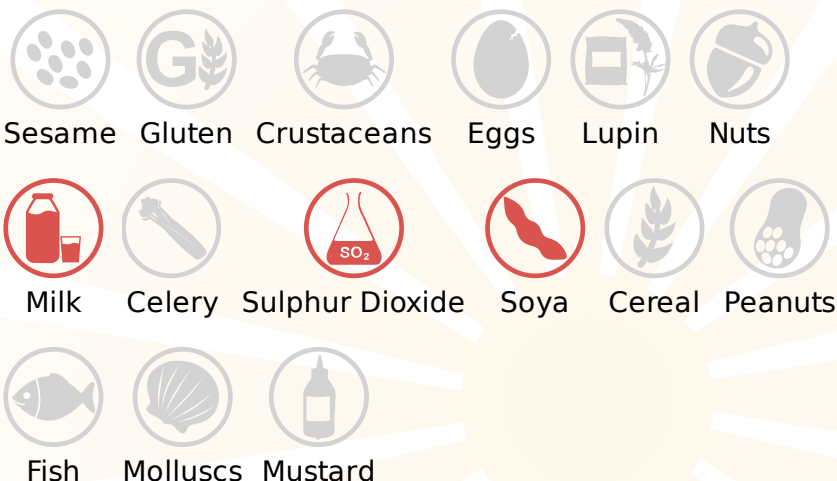 G
Sesame Gluten Crustaceans Eggs Lupin Nuts
SO₂
Milk Celery Sulphur Dioxide Soya Cereal Peanuts
Fish Molluscs Mustard